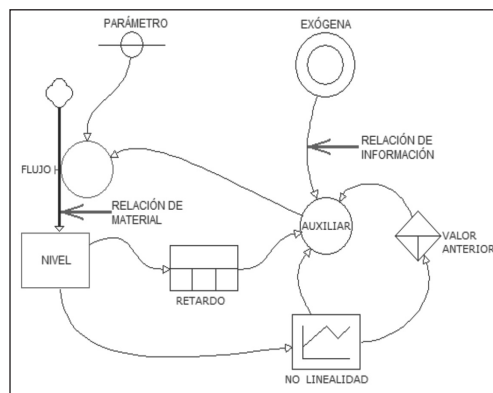 PARÁMETRO
EXÓGENA
RELACIÓN DE
INFORMACIÓN
FLUJO
RELACIÓN DE
MATERIAL
AUXILIAR
VALOR
ANTERIOR
NIVEL
RETARDO
NO LINEALIDAD